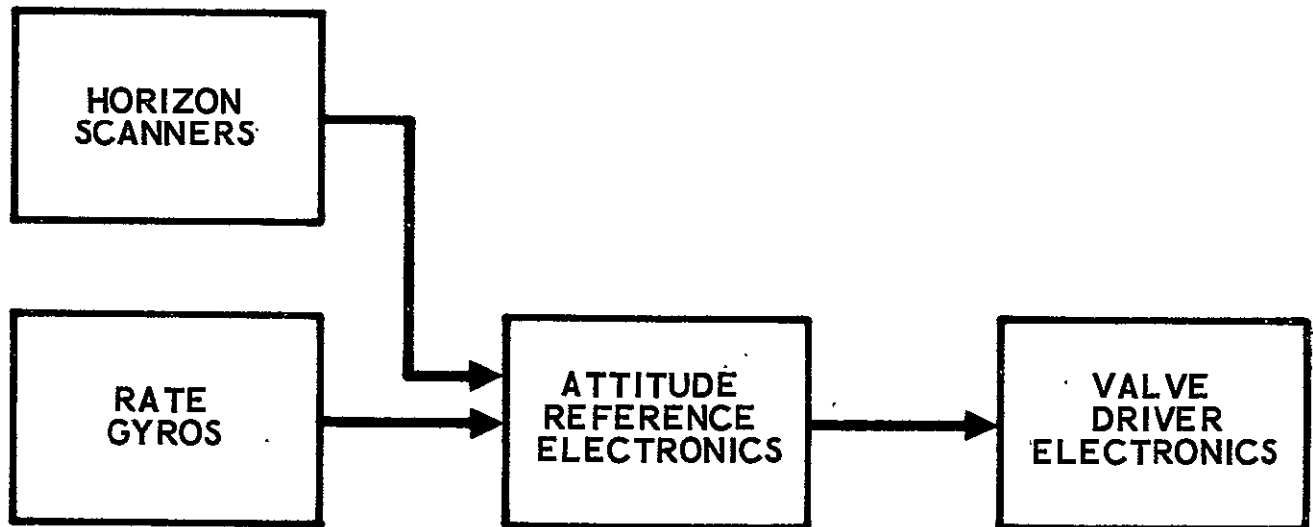 HORIZON
SCANNERS
RATE
GYROS
ATTITUDE
REFERENCE
ELECTRONICS
VALVE
DRIVER
ELECTRONICS